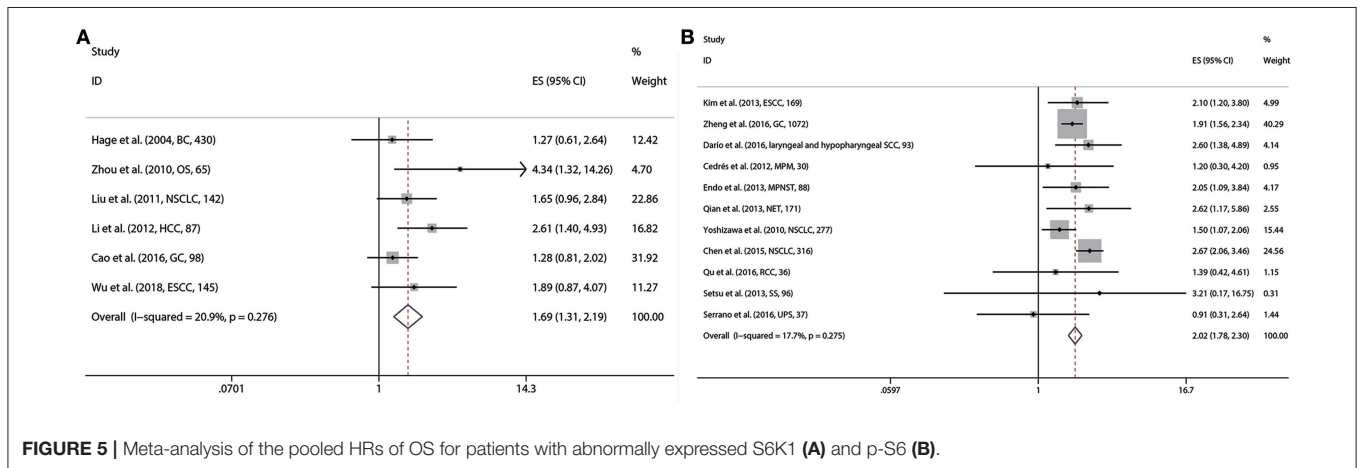 A
Study %
ID ES (95% CI) Weight
Hage et al. (2004, BC, 430) 1.27 (0.61, 2.64) 12.42
Zhou et al. (2010, OS, 65) 4.34 (1.32, 14.26) 4.70
Liu et al. (2011, NSCLC, 142) 1.65 (0.96, 2.84) 22.86
Li et al. (2012, HCC, 87) 2.61 (1.40, 4.93) 16.82
Cao et al. (2016, GC, 98) 1.28 (0.81, 2.02) 31.92
Wu et al. (2018, ESCC, 145) 1.89 (0.87, 4.07) 11.27
Overall (I−squared = 20.9%, p = 0.276) 1.69 (1.31, 2.19) 100.00
.0701 1 14.3
B
Study %
ID ES (95% CI) Weight
Kim et al. (2013, ESCC, 169) 2.10 (1.20, 3.80) 4.99
Zheng et al. (2016, GC, 1072) 1.91 (1.56, 2.34) 40.29
Darío et al. (2016, laryngeal and hypopharyngeal SCC, 93) 2.60 (1.38, 4.89) 4.14
Cedrés et al. (2012, MPM, 30) 1.20 (0.30, 4.20) 0.95
Endo et al. (2013, MPNST, 88) 2.05 (1.09, 3.84) 4.17
Qian et al. (2013, NET, 171) 2.62 (1.17, 5.86) 2.55
Yoshizawa et al. (2010, NSCLC, 277) 1.50 (1.07, 2.06) 15.44
Chen et al. (2015, NSCLC, 316) 2.67 (2.06, 3.46) 24.56
Qu et al. (2016, RCC, 36) 1.39 (0.42, 4.61) 1.15
Setsu et al. (2013, SS, 96) 3.21 (0.17, 16.75) 0.31
Serrano et al. (2016, UPS, 37) 0.91 (0.31, 2.64) 1.44
Overall (I−squared = 17.7%, p = 0.275) 2.02 (1.78, 2.30) 100.00
.0597 1 16.7
FIGURE 5 | Meta-analysis of the pooled HRs of OS for patients with abnormally expressed S6K1 (A) and p-S6 (B).